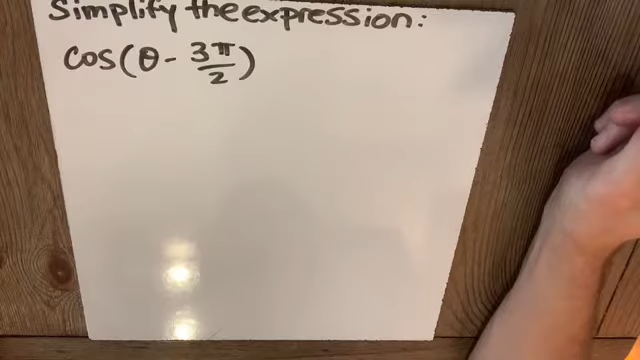 Simplify the expression:
cos(θ - 3π/2)